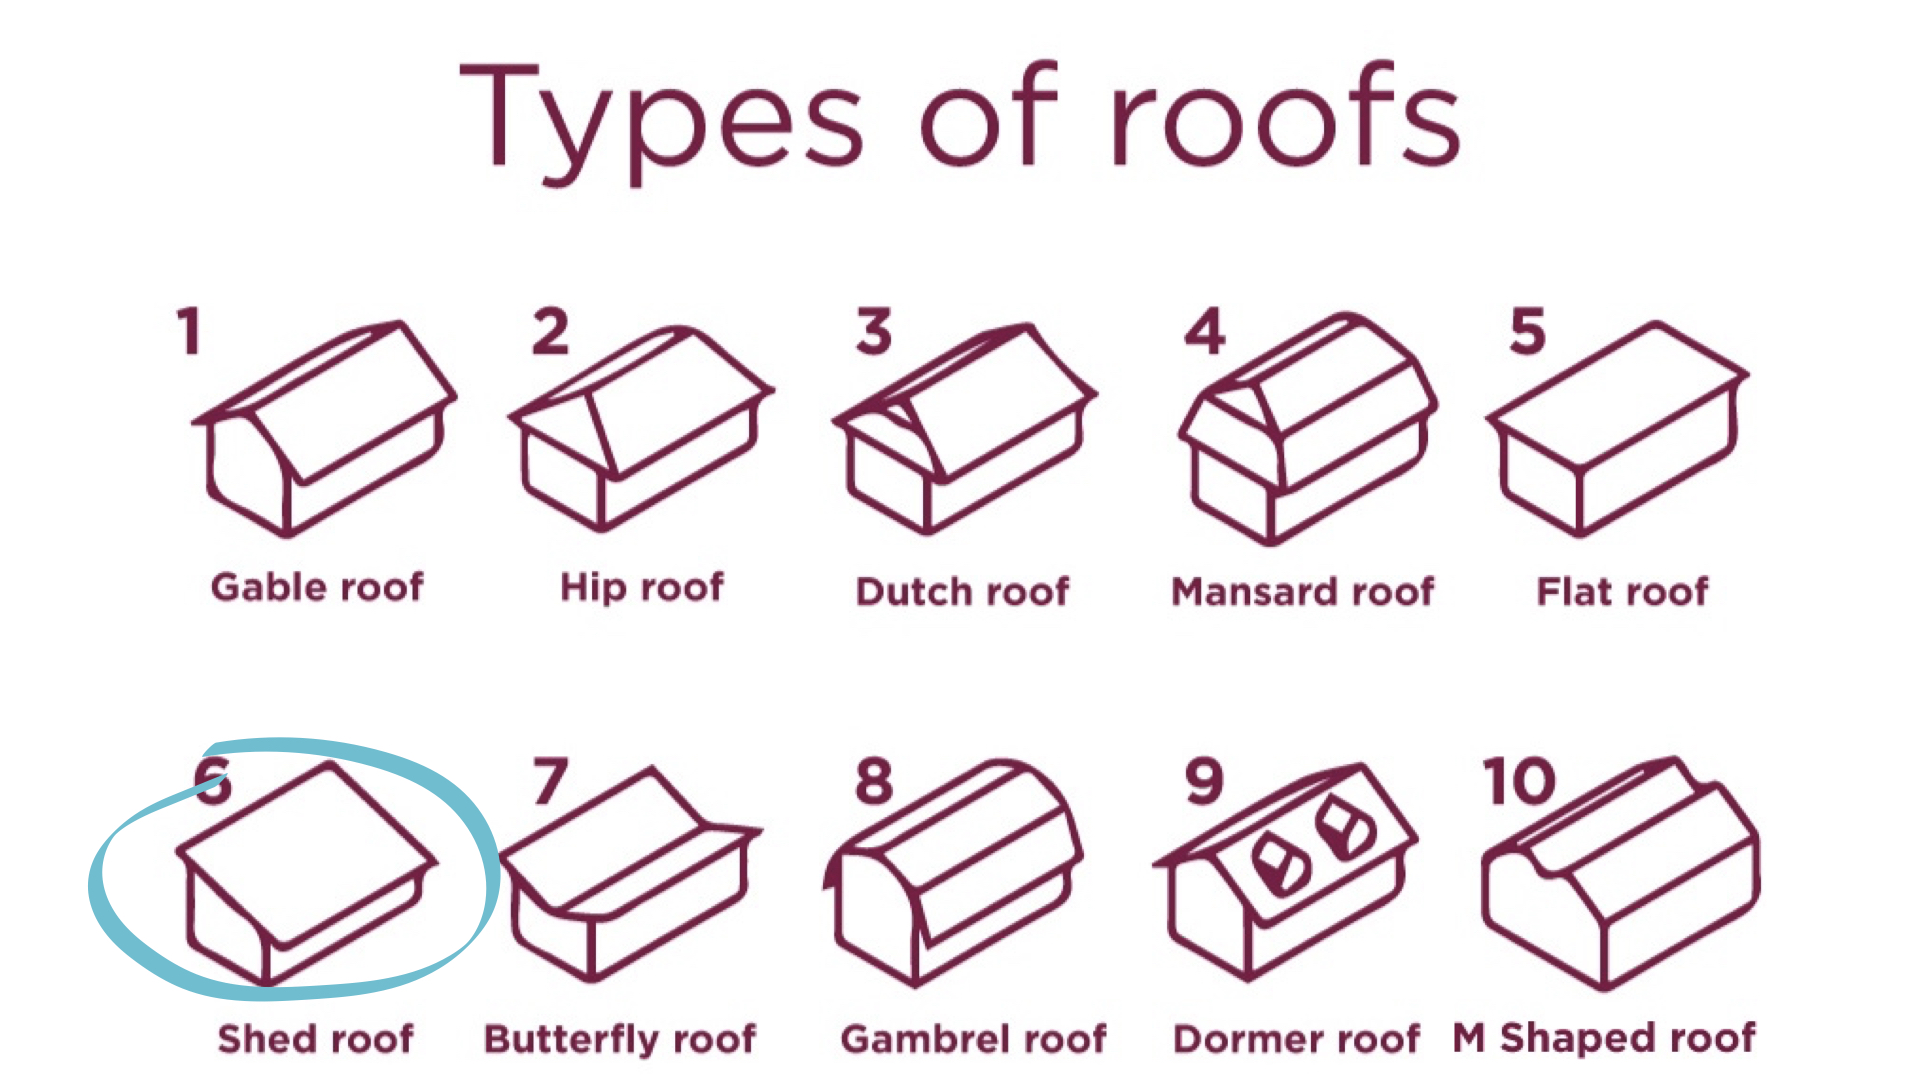 Types of roofs
1 2 3 4 5
Gable roof Hip roof Dutch roof Mansard roof Flat roof
6 7 8 9 10
Shed roof Butterfly roof Gambrel roof Dormer roof M Shaped roof